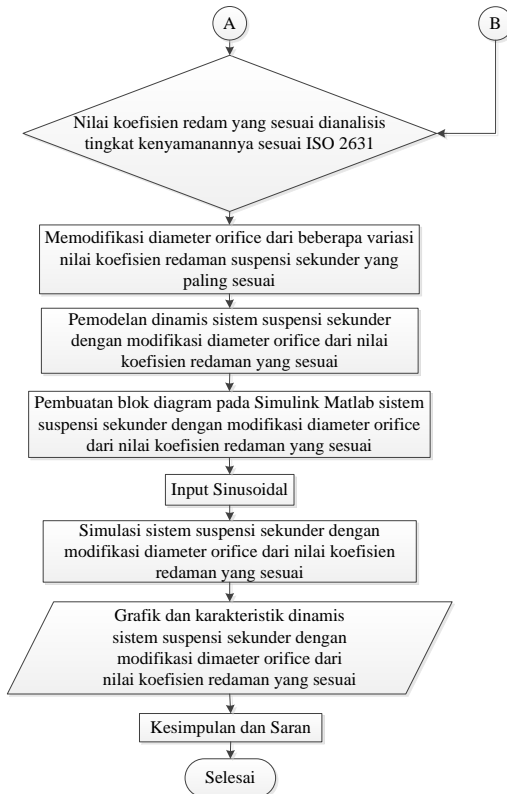 A
B
Nilai koefisien redam yang sesuai dianalisis
tingkat kenyamanannya sesuai ISO 2631
Memodifikasi diameter orifice dari beberapa variasi
nilai koefisien redaman suspensi sekunder yang
paling sesuai
Pemodelan dinamis sistem suspensi sekunder
dengan modifikasi diameter orifice dari nilai
koefisien redaman yang sesuai
Pembuatan blok diagram pada Simulink Matlab sistem
suspensi sekunder dengan modifikasi diameter orifice
dari nilai koefisien redaman yang sesuai
Input Sinusoidal
Simulasi sistem suspensi sekunder dengan
modifikasi diameter orifice dari nilai koefisien
redaman yang sesuai
Grafik dan karakteristik dinamis
sistem suspensi sekunder dengan
modifikasi dimaeter orifice dari
nilai koefisien redaman yang sesuai
Kesimpulan dan Saran
Selesai